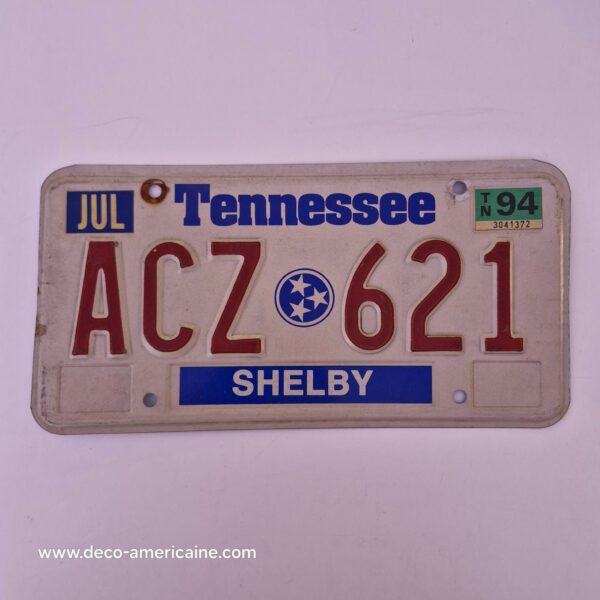 JUL
Tennessee
TN 94
3041372
ACZ 621
SHELBY
www.deco-americaine.com